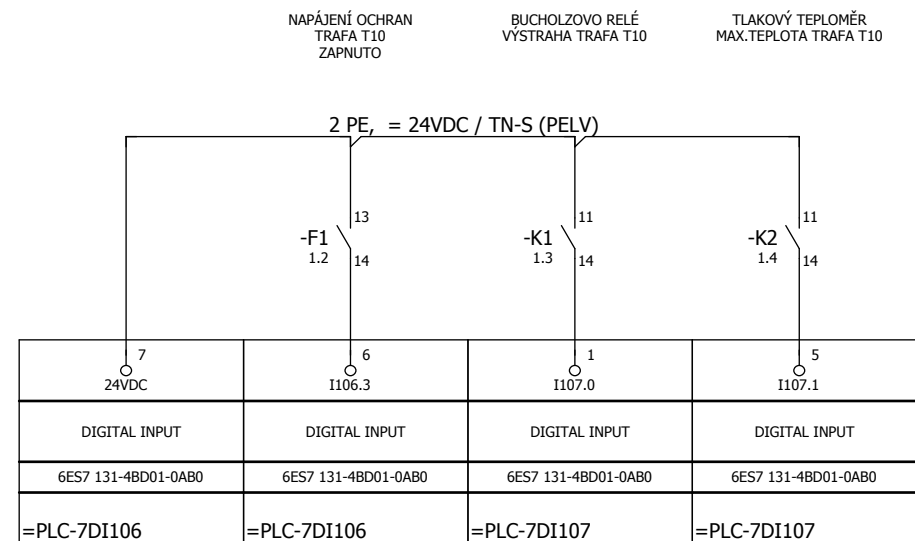 NAPÁJENÍ OCHRAN
TRAFA T10
ZAPNUTO
BUCHOLZOVO RELÉ
VÝSTRAHA TRAFA T10
TLAKOVÝ TEPLOMĚR
MAX.TEPLOTA TRAFA T10
2 PE, = 24VDC / TN-S (PELV)
13
-F1
1.2
14
11
-K1
1.3
14
11
-K2
1.4
14
7
24VDC
6
I106.3
1
I107.0
5
I107.1
DIGITAL INPUT
DIGITAL INPUT
DIGITAL INPUT
DIGITAL INPUT
6ES7 131-4BD01-0AB0
6ES7 131-4BD01-0AB0
6ES7 131-4BD01-0AB0
6ES7 131-4BD01-0AB0
=PLC-7DI106
=PLC-7DI106
=PLC-7DI107
=PLC-7DI107